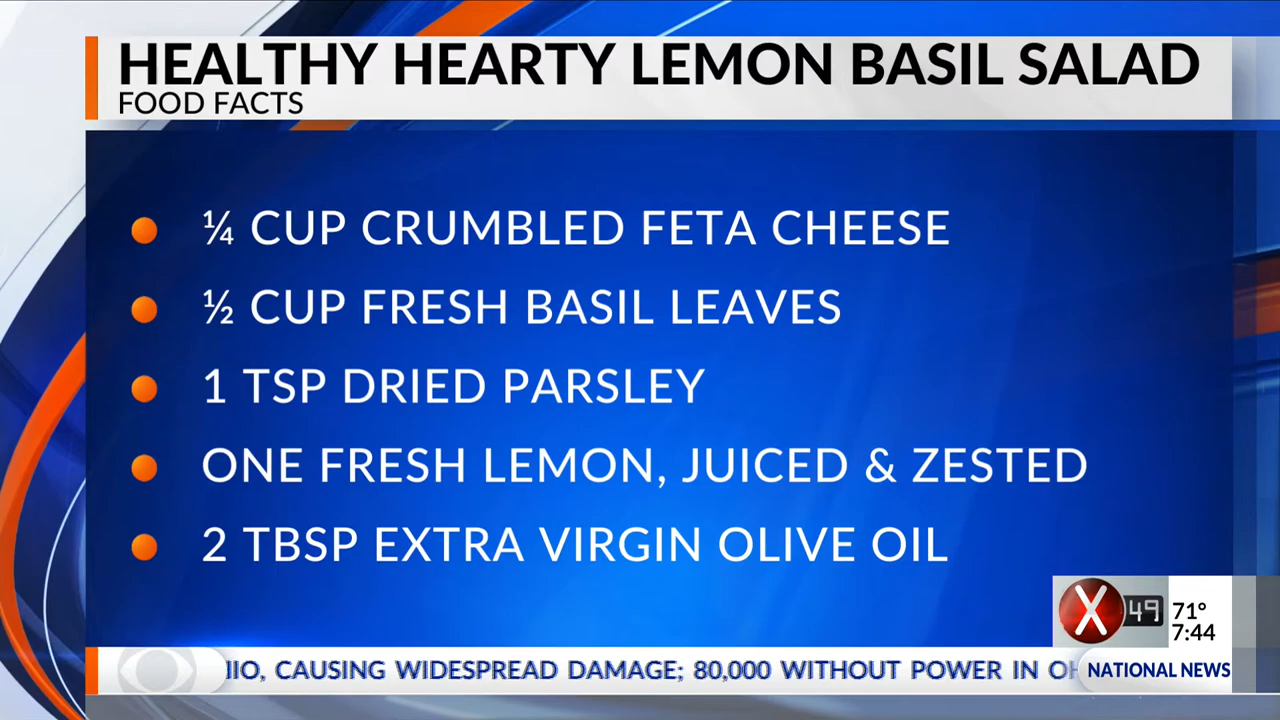 HEALTHY HEARTY LEMON BASIL SALAD
FOOD FACTS
¼ CUP CRUMBLED FETA CHEESE
½ CUP FRESH BASIL LEAVES
1 TSP DRIED PARSLEY
ONE FRESH LEMON, JUICED & ZESTED
2 TBSP EXTRA VIRGIN OLIVE OIL
X 49 71°
7:44
CAUSING WIDESPREAD DAMAGE; 80,000 WITHOUT POWER IN NATIONAL NEWS